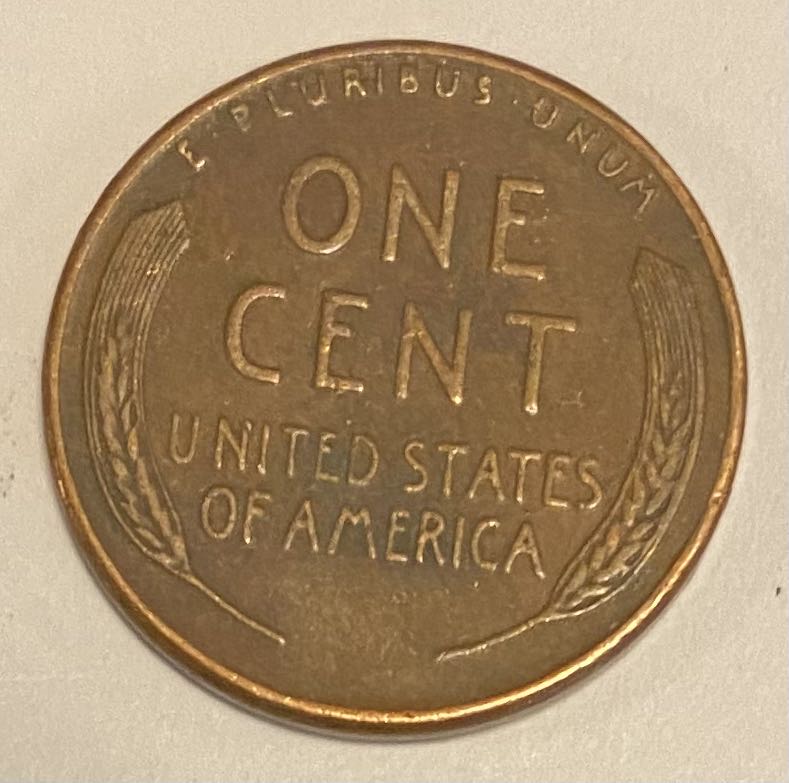 E · PLURIBUS · UNUM
ONE
CENT
UNITED STATES
OF AMERICA